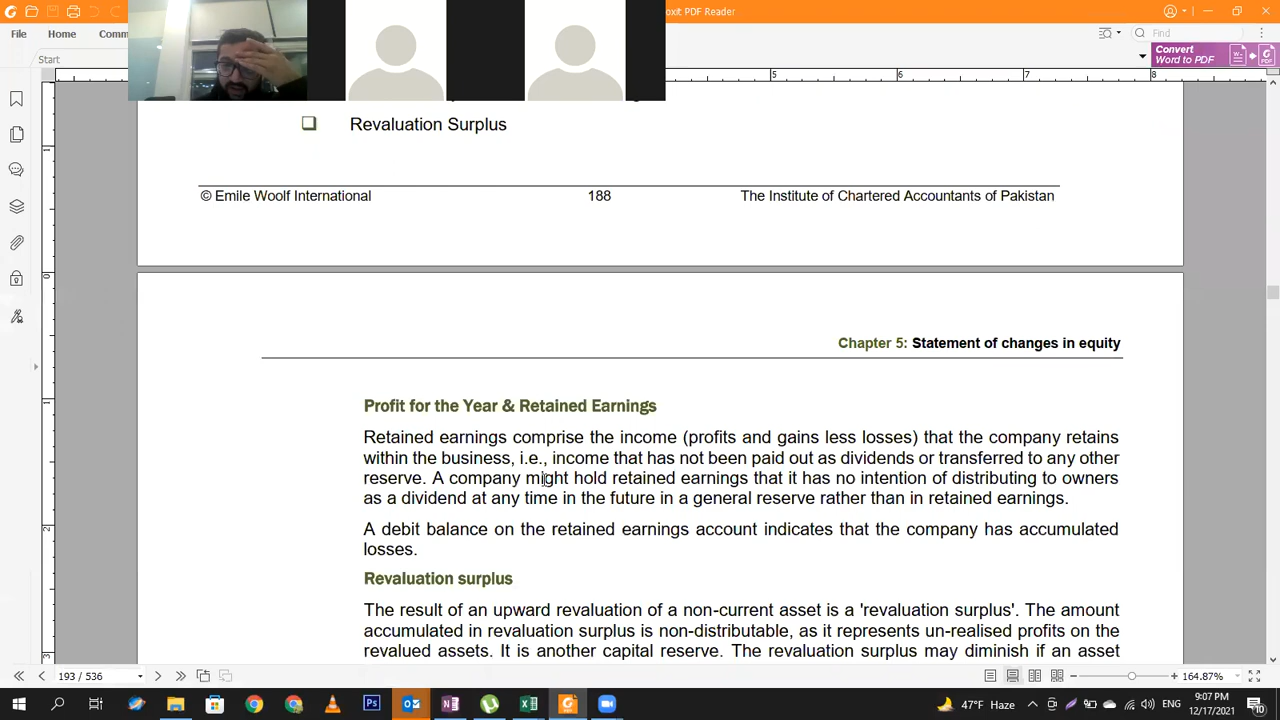 oxit PDF Reader
File
Home
Comm
Find
Convert
Word to PDF
Start
5
6
7
8
Revaluation Surplus
© Emile Woolf International 188 The Institute of Chartered Accountants of Pakistan
Chapter 5: Statement of changes in equity
Profit for the Year & Retained Earnings
Retained earnings comprise the income (profits and gains less losses) that the company retains
within the business, i.e., income that has not been paid out as dividends or transferred to any other
reserve. A company might hold retained earnings that it has no intention of distributing to owners
as a dividend at any time in the future in a general reserve rather than in retained earnings.
A debit balance on the retained earnings account indicates that the company has accumulated
losses.
Revaluation surplus
The result of an upward revaluation of a non-current asset is a 'revaluation surplus'. The amount
accumulated in revaluation surplus is non-distributable, as it represents un-realised profits on the
revalued assets. It is another capital reserve. The revaluation surplus may diminish if an asset
193 / 536
164.87%
47°F Haze
ENG
9:07 PM
12/17/2021